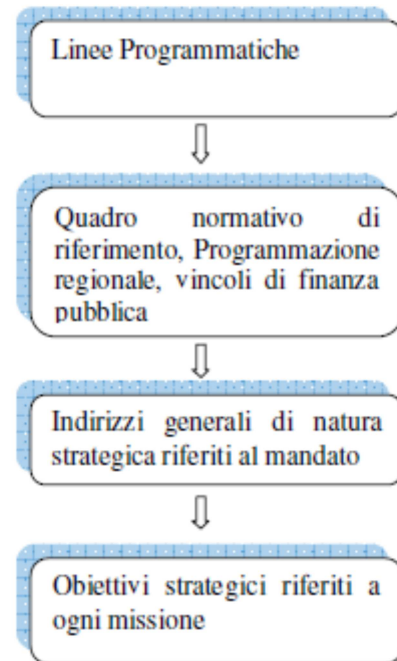 Linee Programmatiche
Quadro normativo di
riferimento, Programmazione
regionale, vincoli di finanza
pubblica
Indirizzi generali di natura
strategica riferiti al mandato
Obiettivi strategici riferiti a
ogni missione